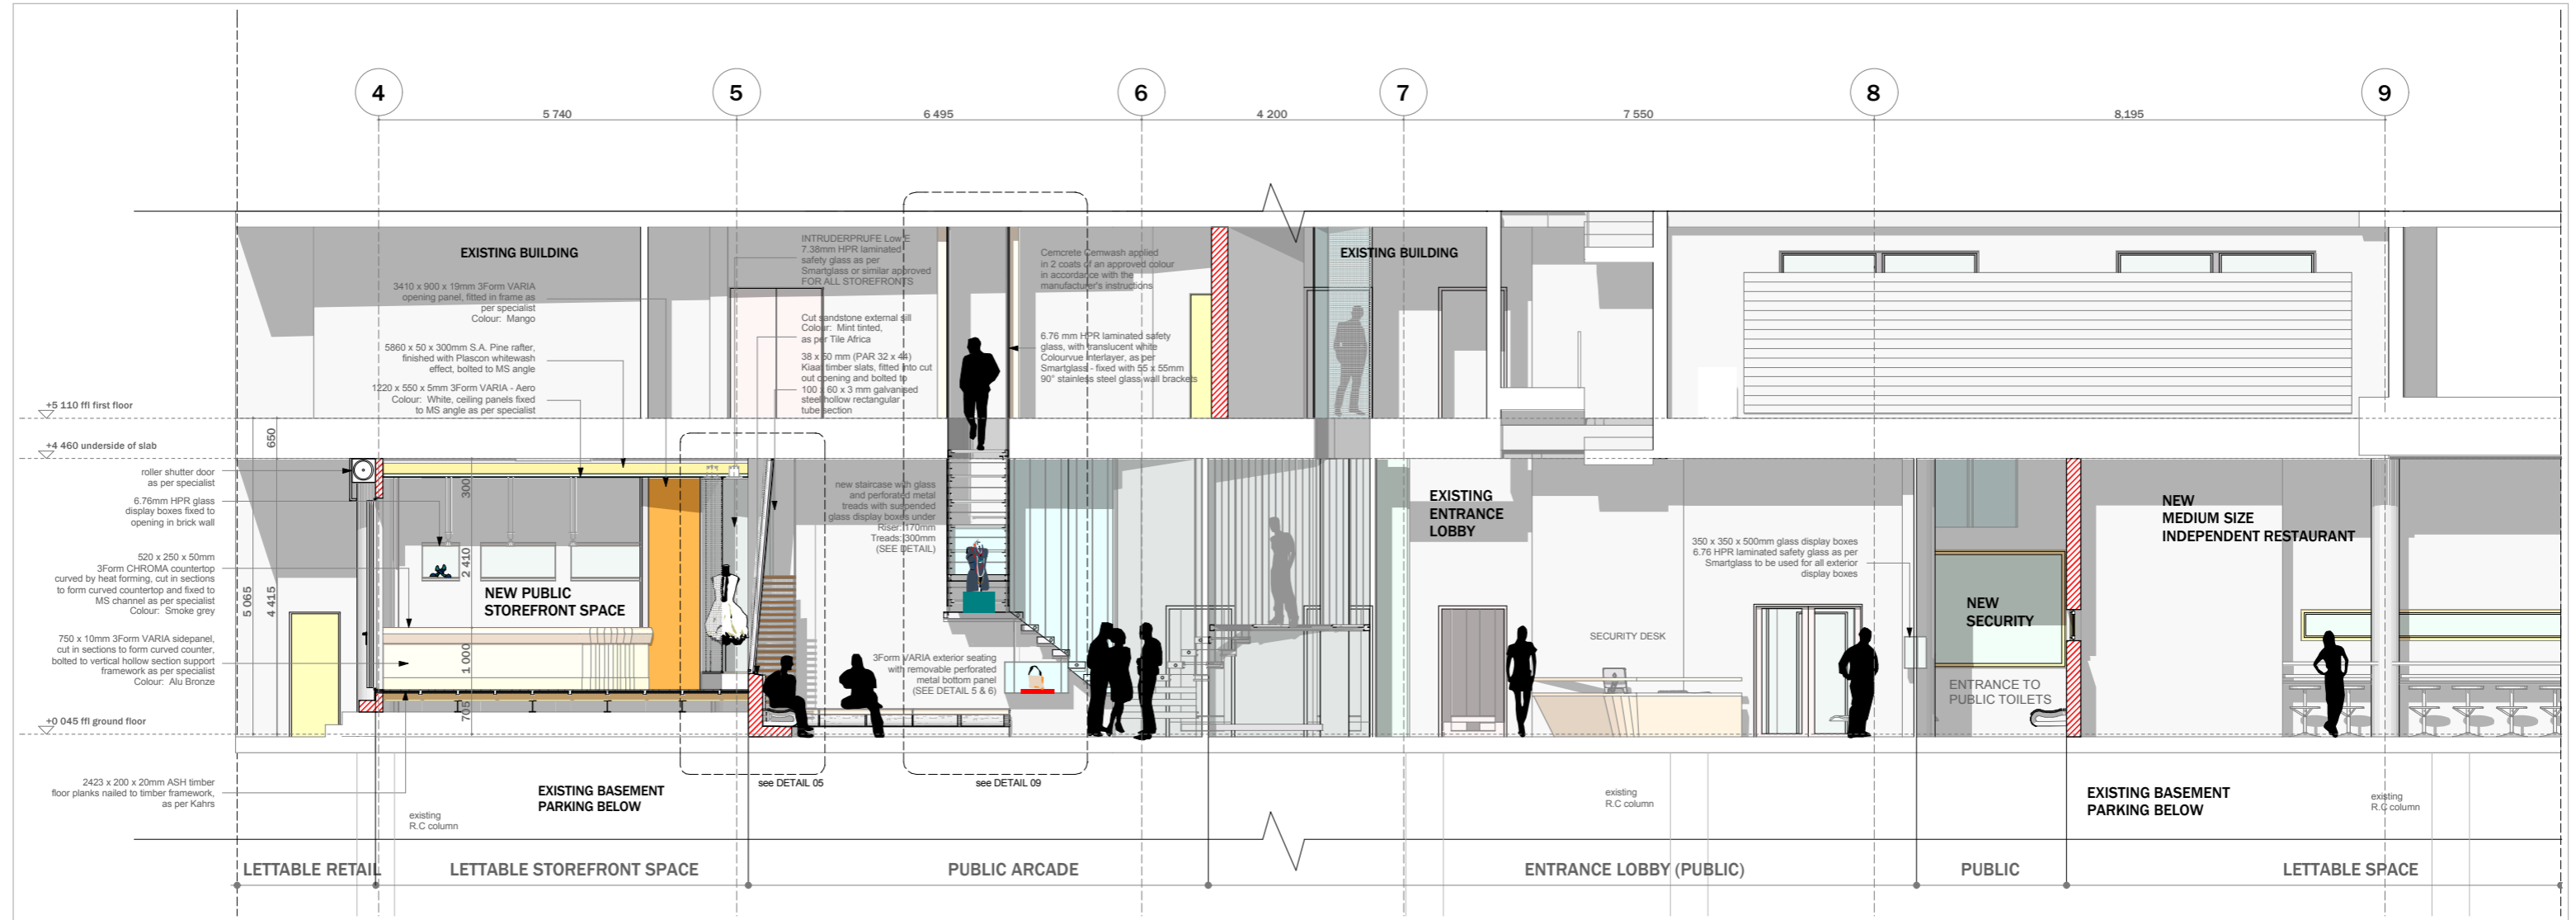 4
5
6
7
8
9
5 740
6 495
4 200
7 550
8,195
EXISTING BUILDING
3410 x 900 x 19mm 3Form VARIA
opening panel, fitted in frame as
per specialist
Colour: Mango
5860 x 50 x 300mm S.A. Pine rafter,
finished with Plascon whitewash
effect, bolted to MS angle
1220 x 550 x 5mm 3Form VARIA - Aero
Colour: White, ceiling panels fixed
to MS angle as per specialist
INTRUDERPRUFE Low E
7.38mm HPR laminated
safety glass as per
Smartglass or similar approved
FOR ALL STOREFRONTS
Cut sandstone external sill
Colour: Mint tinted,
as per Tile Africa
38 x 50 mm (PAR 32 x 44)
Kiaat timber slats, fitted into cut
out opening and bolted to
100 x 60 x 3 mm galvanised
steel hollow rectangular
tube section
Cemcrete Cemwash applied
in 2 coats of an approved colour
in accordance with the
manufacturer's instructions
6.76 mm HPR laminated safety
glass, with translucent white
Colourvue interlayer, as per
Smartglass - fixed with 55 x 55mm
90° stainless steel glass wall brackets
EXISTING BUILDING
+5 110 ffl first floor
+4 460 underside of slab
+0 045 ffl ground floor
650
5 065
4 415
300
2 410
1 000
705
roller shutter door
as per specialist
6.76mm HPR glass
display boxes fixed to
opening in brick wall
520 x 250 x 50mm
3Form CHROMA countertop
curved by heat forming, cut in sections
to form curved countertop and fixed to
MS channel as per specialist
Colour: Smoke grey
750 x 10mm 3Form VARIA sidepanel,
cut in sections to form curved counter,
bolted to vertical hollow section support
framework as per specialist
Colour: Alu Bronze
2423 x 200 x 20mm ASH timber
floor planks nailed to timber framework,
as per Kahrs
NEW PUBLIC
STOREFRONT SPACE
new staircase with glass
and perforated metal
treads with suspended
glass display boxes under
Riser: 170mm
Treads: 300mm
(SEE DETAIL)
3Form VARIA exterior seating
with removable perforated
metal bottom panel
(SEE DETAIL 5 & 6)
EXISTING
ENTRANCE
LOBBY
SECURITY DESK
350 x 350 x 500mm glass display boxes
6.76 HPR laminated safety glass as per
Smartglass to be used for all exterior
display boxes
NEW
SECURITY
ENTRANCE TO
PUBLIC TOILETS
NEW
MEDIUM SIZE
INDEPENDENT RESTAURANT
see DETAIL 05
see DETAIL 09
EXISTING BASEMENT
PARKING BELOW
existing
R.C column
existing
R.C column
EXISTING BASEMENT
PARKING BELOW
existing
R.C column
LETTABLE RETAIL
LETTABLE STOREFRONT SPACE
PUBLIC ARCADE
ENTRANCE LOBBY (PUBLIC)
PUBLIC
LETTABLE SPACE